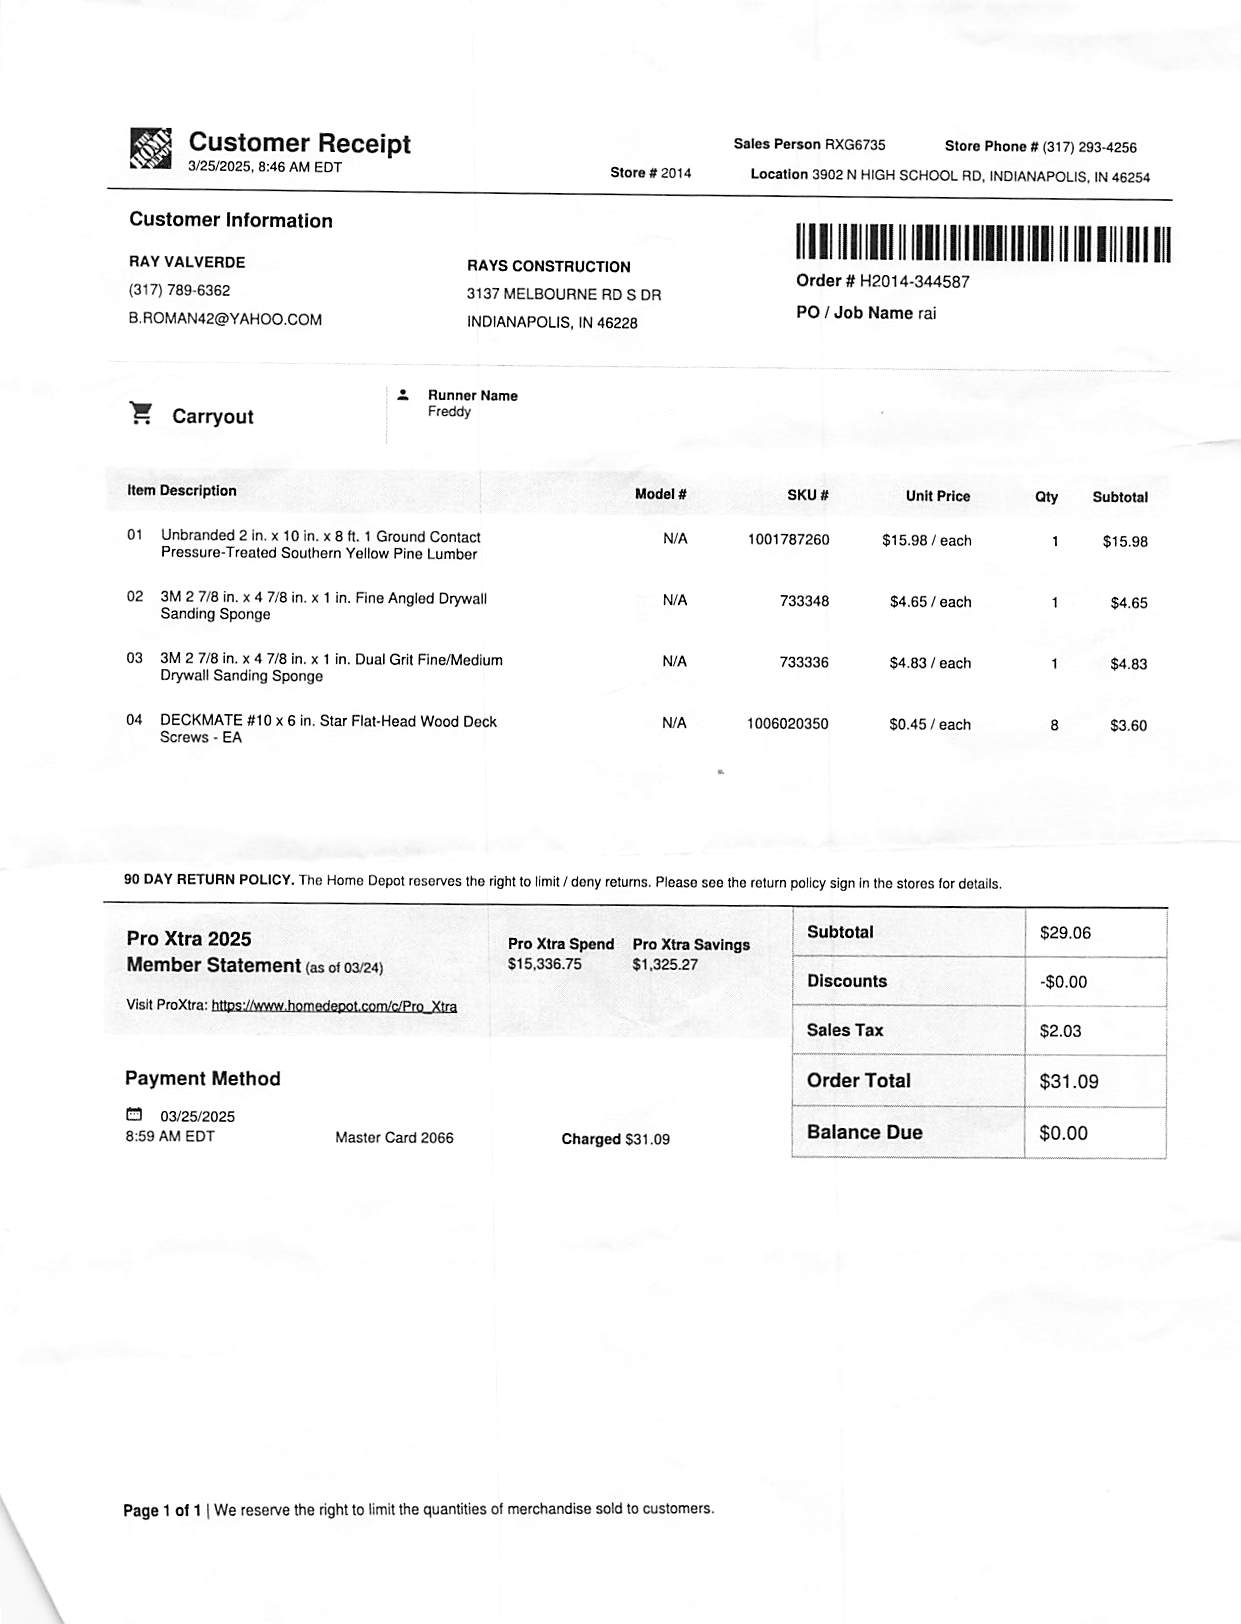 THE HOME DEPOT
Customer Receipt
3/25/2025, 8:46 AM EDT
Sales Person RXG6735 Store Phone # (317) 293-4256
Store # 2014 Location 3902 N HIGH SCHOOL RD, INDIANAPOLIS, IN 46254
Customer Information
RAY VALVERDE
(317) 789-6362
B.ROMAN42@YAHOO.COM
RAYS CONSTRUCTION
3137 MELBOURNE RD S DR
INDIANAPOLIS, IN 46228
Order # H2014-344587
PO / Job Name rai
Carryout
Runner Name
Freddy
Item Description Model # SKU # Unit Price Qty Subtotal
01 Unbranded 2 in. x 10 in. x 8 ft. 1 Ground Contact N/A 1001787260 $15.98 / each 1 $15.98
Pressure-Treated Southern Yellow Pine Lumber
02 3M 2 7/8 in. x 4 7/8 in. x 1 in. Fine Angled Drywall N/A 733348 $4.65 / each 1 $4.65
Sanding Sponge
03 3M 2 7/8 in. x 4 7/8 in. x 1 in. Dual Grit Fine/Medium N/A 733336 $4.83 / each 1 $4.83
Drywall Sanding Sponge
04 DECKMATE #10 x 6 in. Star Flat-Head Wood Deck N/A 1006020350 $0.45 / each 8 $3.60
Screws - EA
90 DAY RETURN POLICY. The Home Depot reserves the right to limit / deny returns. Please see the return policy sign in the stores for details.
Pro Xtra 2025
Member Statement (as of 03/24)
Visit ProXtra: https://www.homedepot.com/c/Pro_Xtra
Pro Xtra Spend Pro Xtra Savings
$15,336.75 $1,325.27
Subtotal $29.06
Discounts -$0.00
Sales Tax $2.03
Order Total $31.09
Balance Due $0.00
Payment Method
03/25/2025
8:59 AM EDT Master Card 2066 Charged $31.09
Page 1 of 1 | We reserve the right to limit the quantities of merchandise sold to customers.